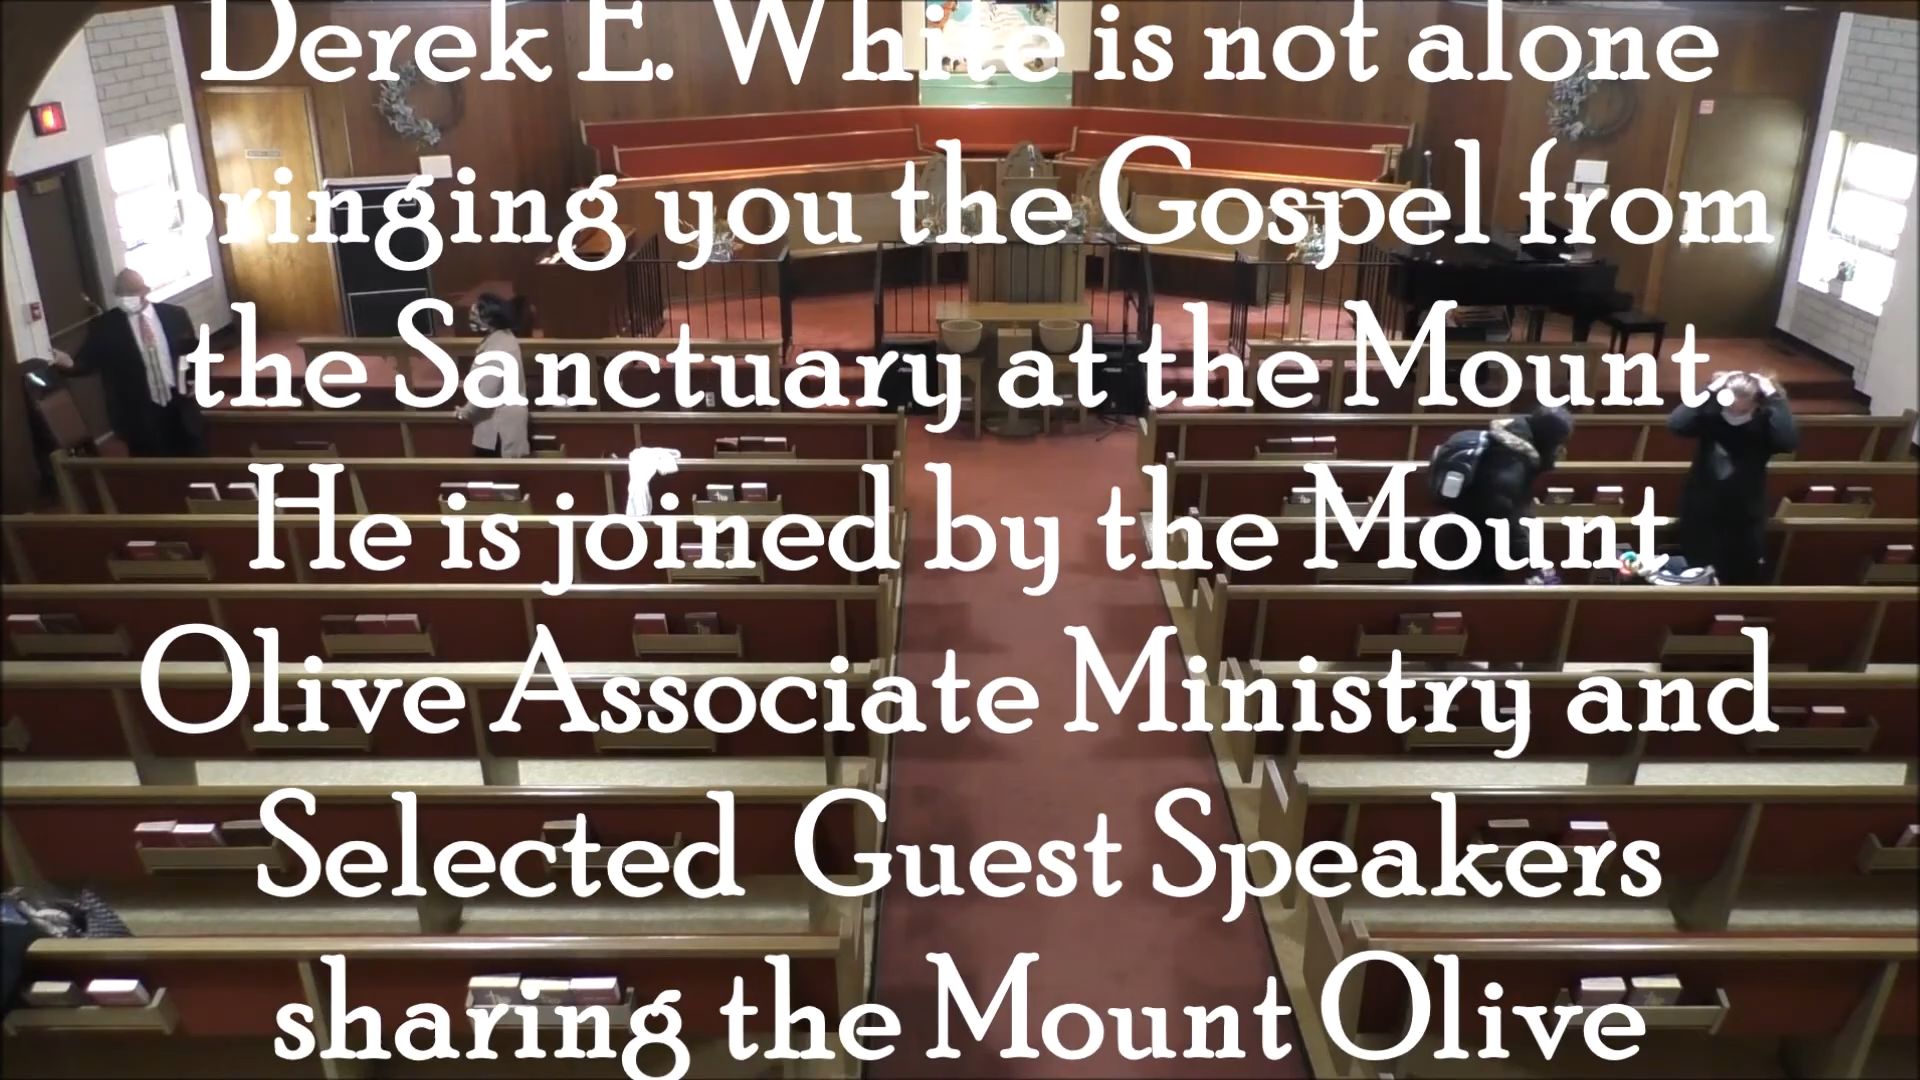 Derek E. White is not alone
bringing you the Gospel from
the Sanctuary at the Mount.
He is joined by the Mount
Olive Associate Ministry and
Selected Guest Speakers
sharing the Mount Olive